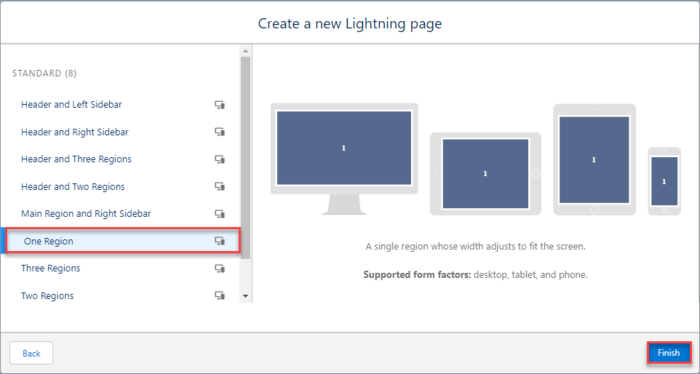 Create a new Lightning page
STANDARD (8)
Header and Left Sidebar
Header and Right Sidebar
Header and Three Regions
Header and Two Regions
Main Region and Right Sidebar
One Region
Three Regions
Two Regions
1
1
1
1
A single region whose width adjusts to fit the screen.
Supported form factors: desktop, tablet, and phone.
Back
Finish